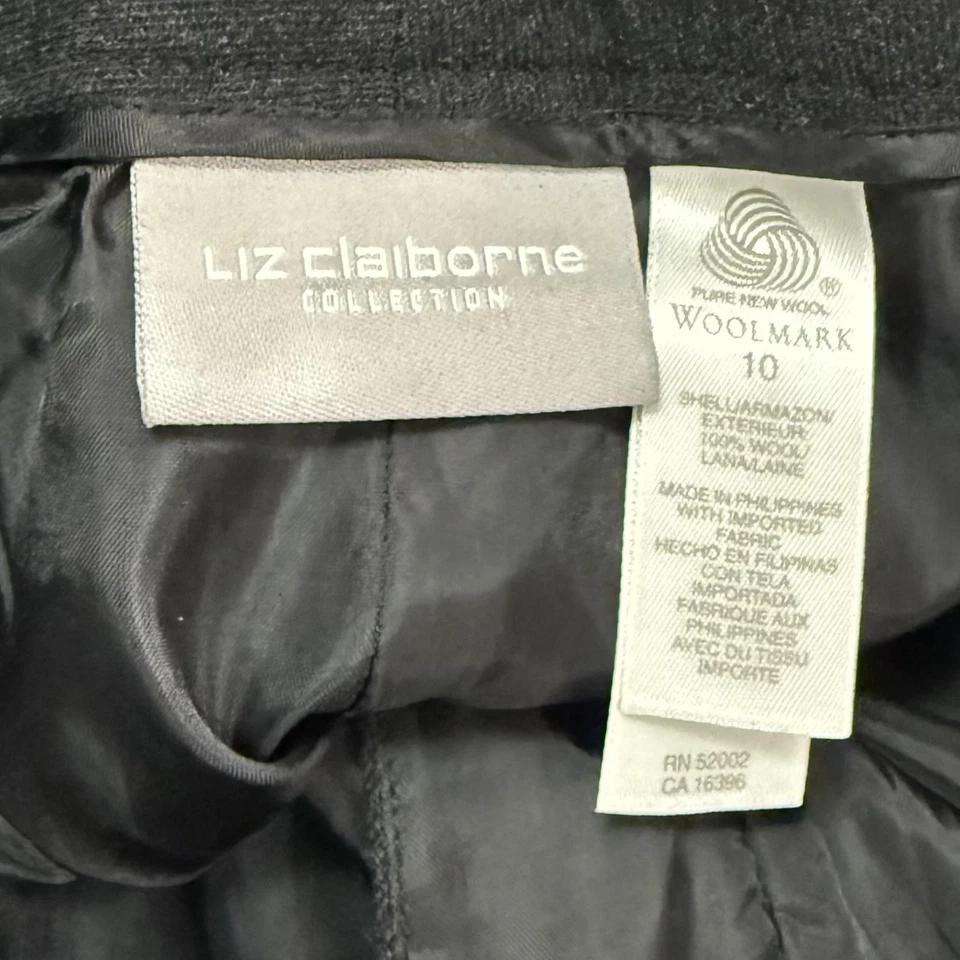 LIZ claiborne
COLLECTION
®
PURE NEW WOOL
WOOLMARK
10
SHELL/ARMAZON/
EXTERIEUR:
100% WOOL/
LANA/LAINE
MADE IN PHILIPPINES
WITH IMPORTED
FABRIC
HECHO EN FILIPINAS
CON TELA
IMPORTADA
FABRIQUE AUX
PHILIPPINES
AVEC DU TISSU
IMPORTE
RN 52002
CA 16396